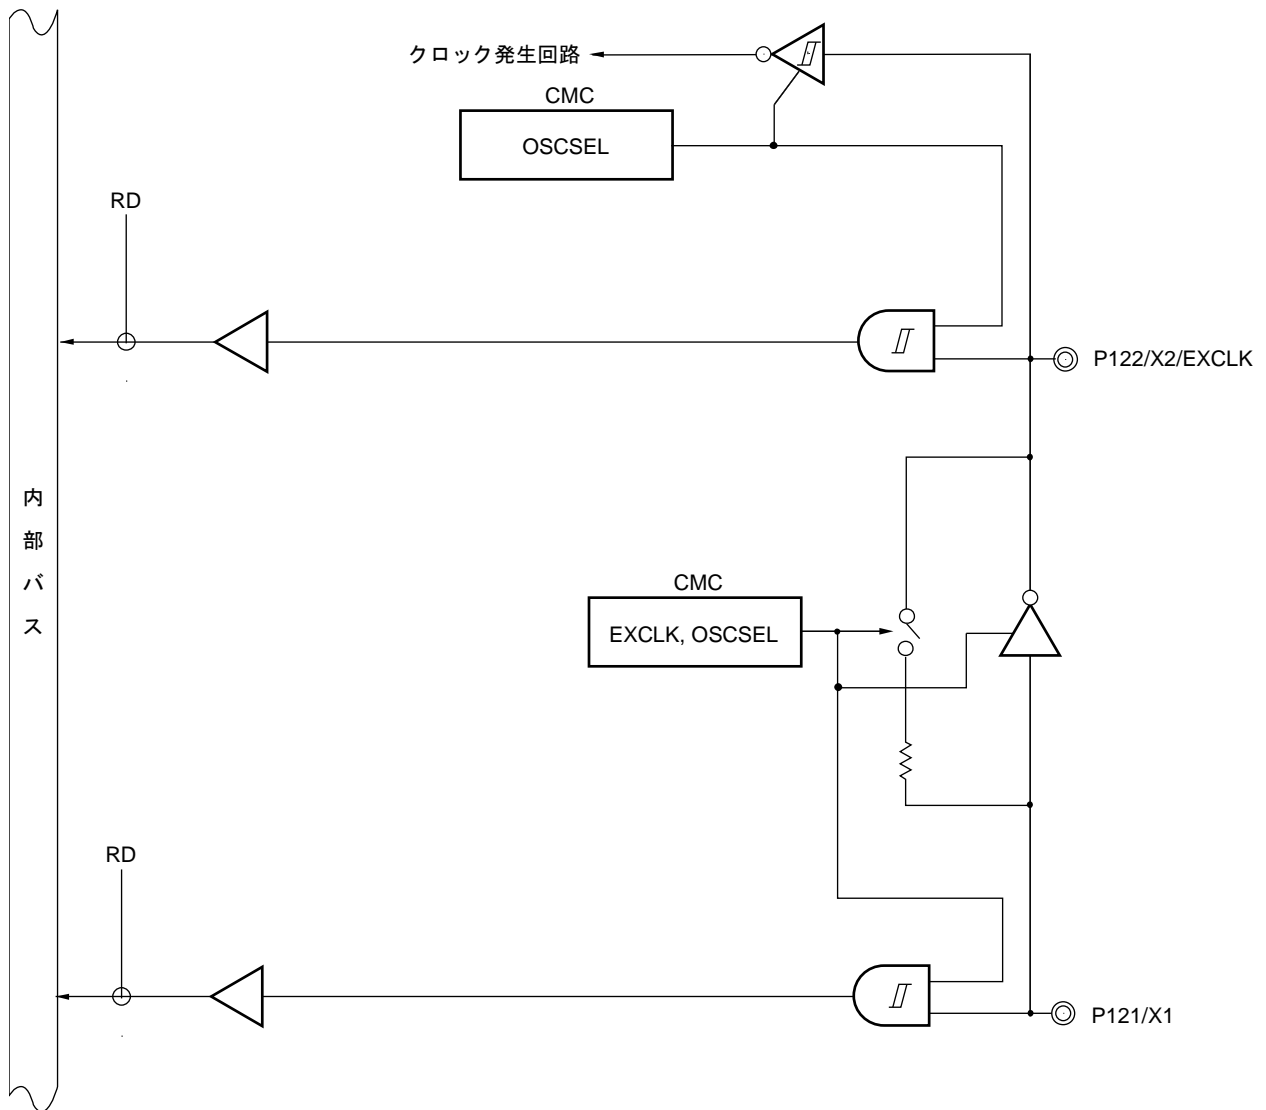 クロック発生回路
CMC
OSCSEL
RD
P122/X2/EXCLK
内部バス
CMC
EXCLK, OSCSEL
RD
P121/X1